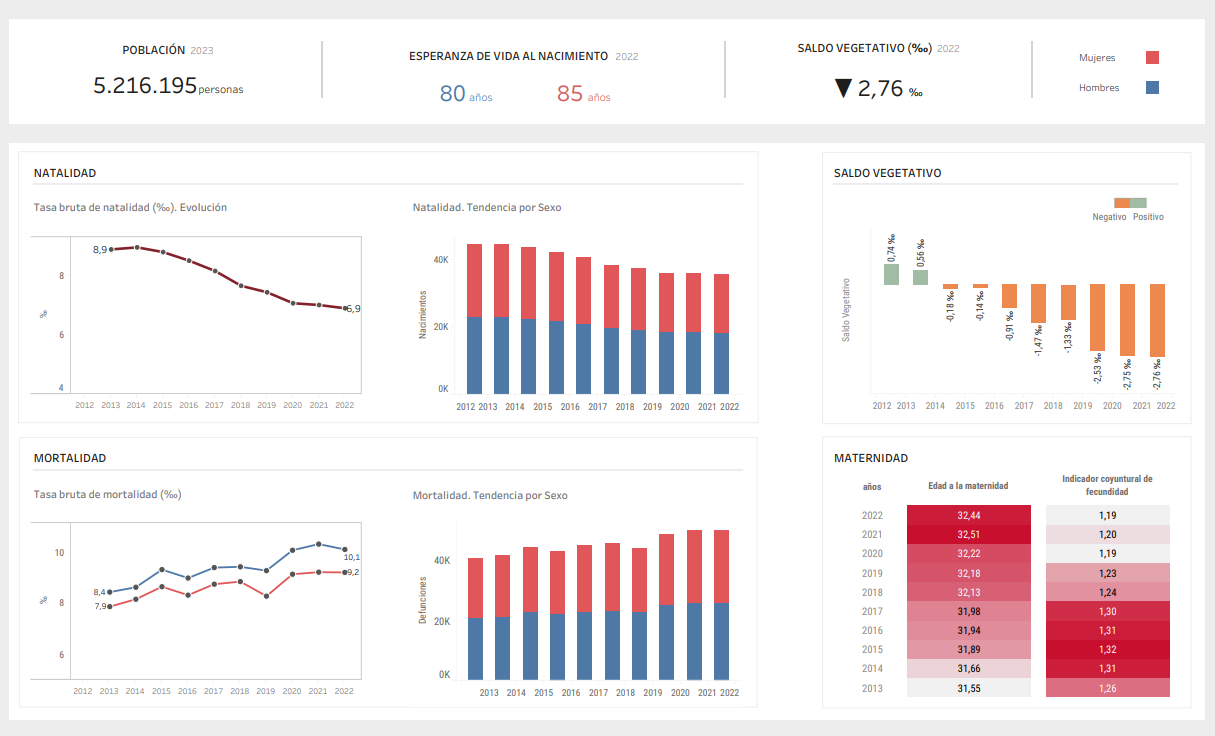 POBLACIÓN 2023
5.216.195 personas
ESPERANZA DE VIDA AL NACIMIENTO 2022
80 años 85 años
SALDO VEGETATIVO (‰) 2022
▼ 2,76 ‰
Mujeres
Hombres
NATALIDAD
Tasa bruta de natalidad (‰). Evolución
8,9
6,9
8
6
4
%
2012 2013 2014 2015 2016 2017 2018 2019 2020 2021 2022
Natalidad. Tendencia por Sexo
Nacimientos
40K
20K
0K
2012 2013 2014 2015 2016 2017 2018 2019 2020 2021 2022
SALDO VEGETATIVO
Negativo Positivo
Saldo Vegetativo
0,74 ‰
0,56 ‰
-0,18 ‰
-0,14 ‰
-0,91 ‰
-1,47 ‰
-1,33 ‰
-2,53 ‰
-2,75 ‰
-2,76 ‰
2012 2013 2014 2015 2016 2017 2018 2019 2020 2021 2022
MORTALIDAD
Tasa bruta de mortalidad (‰)
10
8
6
%
8,4
7,9
10,1
9,2
2012 2013 2014 2015 2016 2017 2018 2019 2020 2021 2022
Mortalidad. Tendencia por Sexo
Defunciones
40K
20K
0K
2013 2014 2015 2016 2017 2018 2019 2020 2021 2022
MATERNIDAD
años Edad a la maternidad Indicador coyuntural de
fecundidad
2022 32,44 1,19
2021 32,51 1,20
2020 32,22 1,19
2019 32,18 1,23
2018 32,13 1,24
2017 31,98 1,30
2016 31,94 1,31
2015 31,89 1,32
2014 31,66 1,31
2013 31,55 1,26